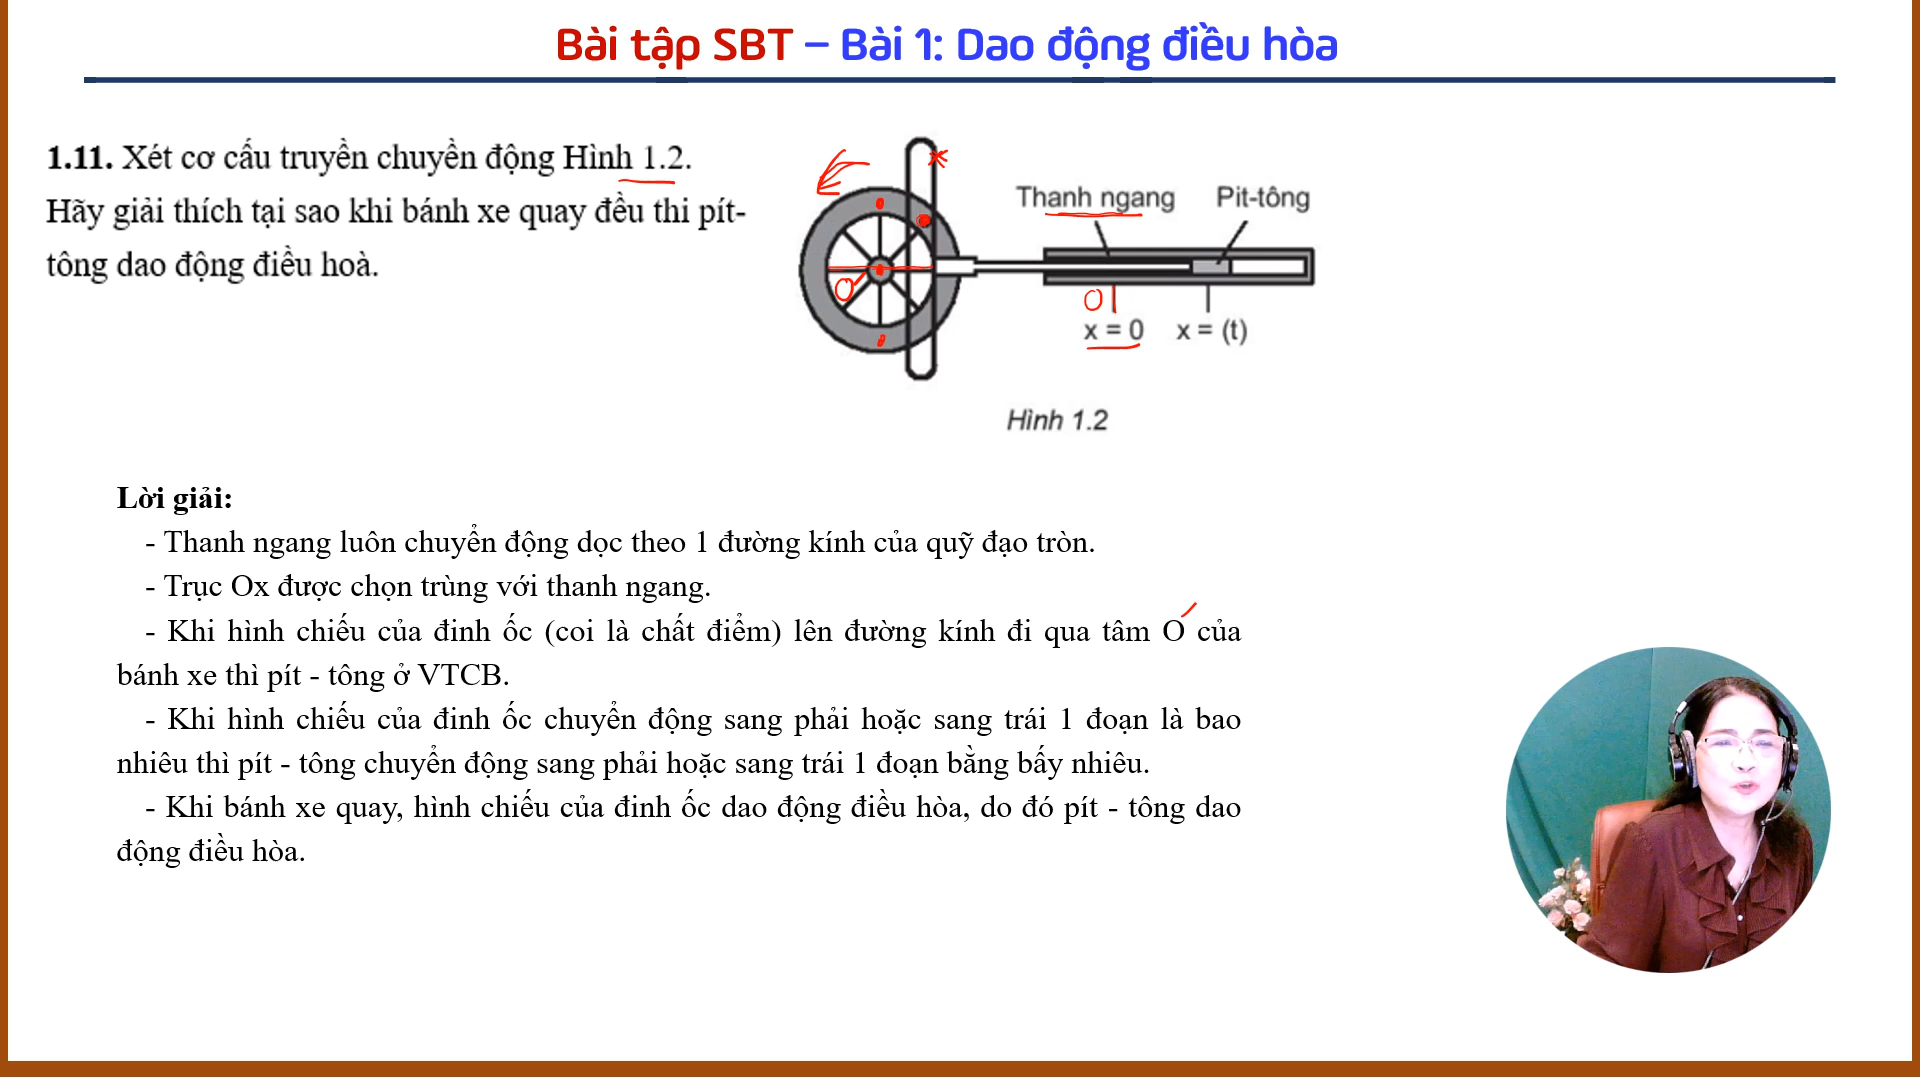 Bài tập SBT – Bài 1: Dao động điều hòa
1.11. Xét cơ cấu truyền chuyển động Hình 1.2.
Hãy giải thích tại sao khi bánh xe quay đều thi pít-
tông dao động điều hoà.
Thanh ngang
Pit-tông
O
O
x = 0
x = (t)
Hình 1.2
Lời giải:
- Thanh ngang luôn chuyển động dọc theo 1 đường kính của quỹ đạo tròn.
- Trục Ox được chọn trùng với thanh ngang.
- Khi hình chiếu của đinh ốc (coi là chất điểm) lên đường kính đi qua tâm O của
bánh xe thì pít - tông ở VTCB.
- Khi hình chiếu của đinh ốc chuyển động sang phải hoặc sang trái 1 đoạn là bao
nhiêu thì pít - tông chuyển động sang phải hoặc sang trái 1 đoạn bằng bấy nhiêu.
- Khi bánh xe quay, hình chiếu của đinh ốc dao động điều hòa, do đó pít - tông dao
động điều hòa.